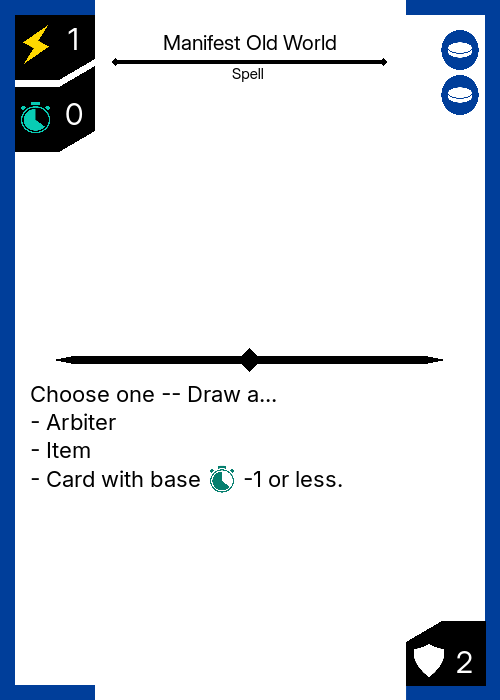 1
Manifest Old World
Spell
0
Choose one -- Draw a...
- Arbiter
- Item
- Card with base -1 or less.
2